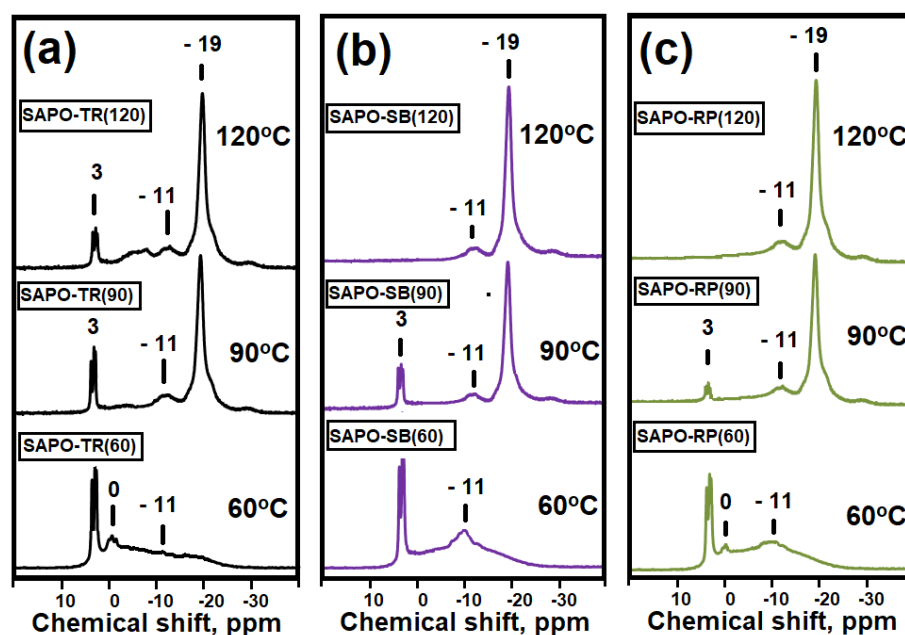 (a)
- 19
SAPO-TR(120)
120°C
3
- 11
SAPO-TR(90)
3
90°C
- 11
SAPO-TR(60)
0
- 11
60°C
10 0 -10 -20 -30
Chemical shift, ppm
(b)
- 19
SAPO-SB(120)
120°C
- 11
SAPO-SB(90)
3
90°C
- 11
SAPO-SB(60)
- 11
60°C
10 0 -10 -20 -30
Chemical shift, ppm
(c)
- 19
SAPO-RP(120)
120°C
- 11
SAPO-RP(90)
3
90°C
- 11
SAPO-RP(60)
0
- 11
60°C
10 0 -10 -20 -30
Chemical shift, ppm